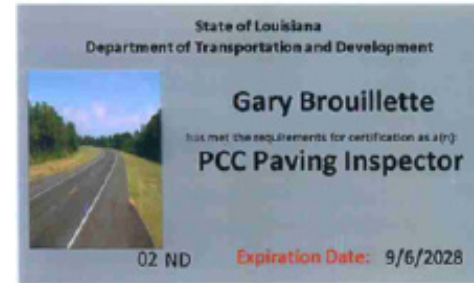 State of Louisiana
Department of Transportation and Development
Gary Brouillette
has met the requirements for certification as a(n):
PCC Paving Inspector
02 ND
Expiration Date: 9/6/2028